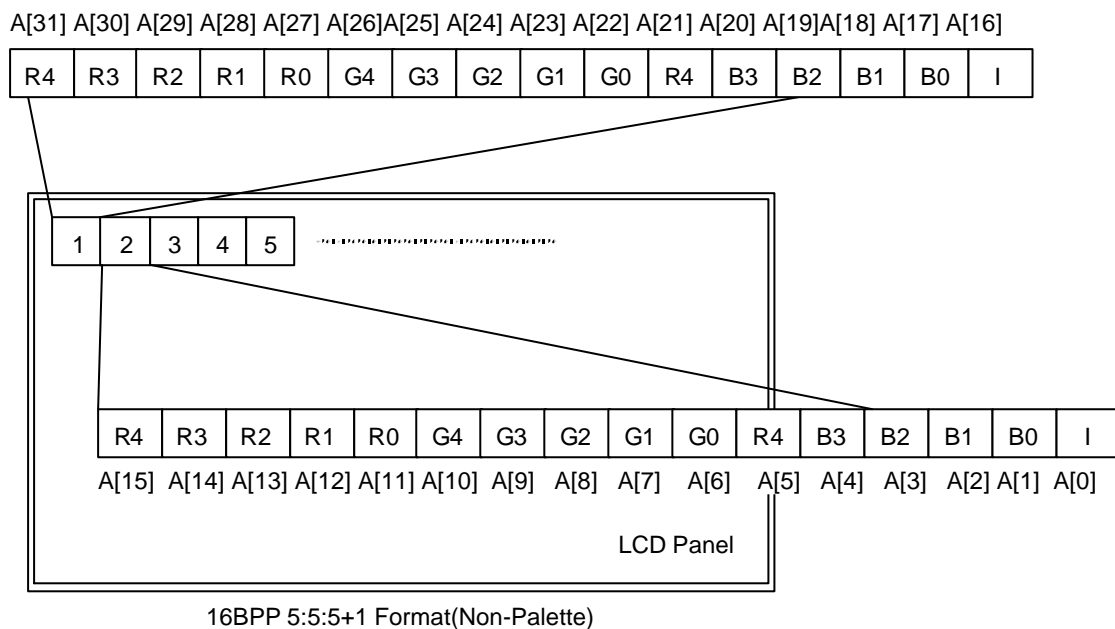 A[31] A[30] A[29] A[28] A[27] A[26]A[25] A[24] A[23] A[22] A[21] A[20] A[19]A[18] A[17] A[16]
R4 R3 R2 R1 R0 G4 G3 G2 G1 G0 R4 B3 B2 B1 B0 I
1 2 3 4 5
R4 R3 R2 R1 R0 G4 G3 G2 G1 G0 R4 B3 B2 B1 B0 I
A[15] A[14] A[13] A[12] A[11] A[10] A[9] A[8] A[7] A[6] A[5] A[4] A[3] A[2] A[1] A[0]
LCD Panel
16BPP 5:5:5+1 Format(Non-Palette)